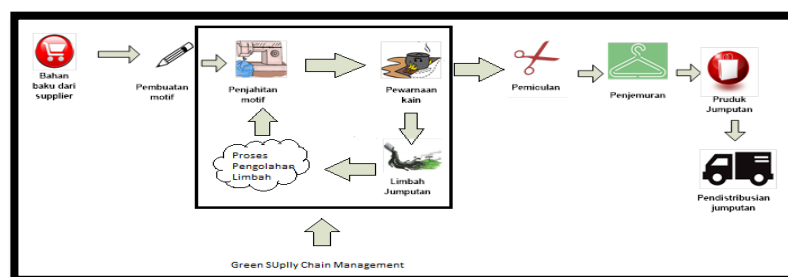 Bahan
baku dari
supplier
Pembuatan
motif
Penjahitan
motif
Pewarnaan
kain
Pemiculan
Penjemuran
Pruduk
Jumputan
Proses
Pengolahan
Limbah
Limbah
Jumputan
Pendistribusian
jumputan
Green SUplly Chain Management